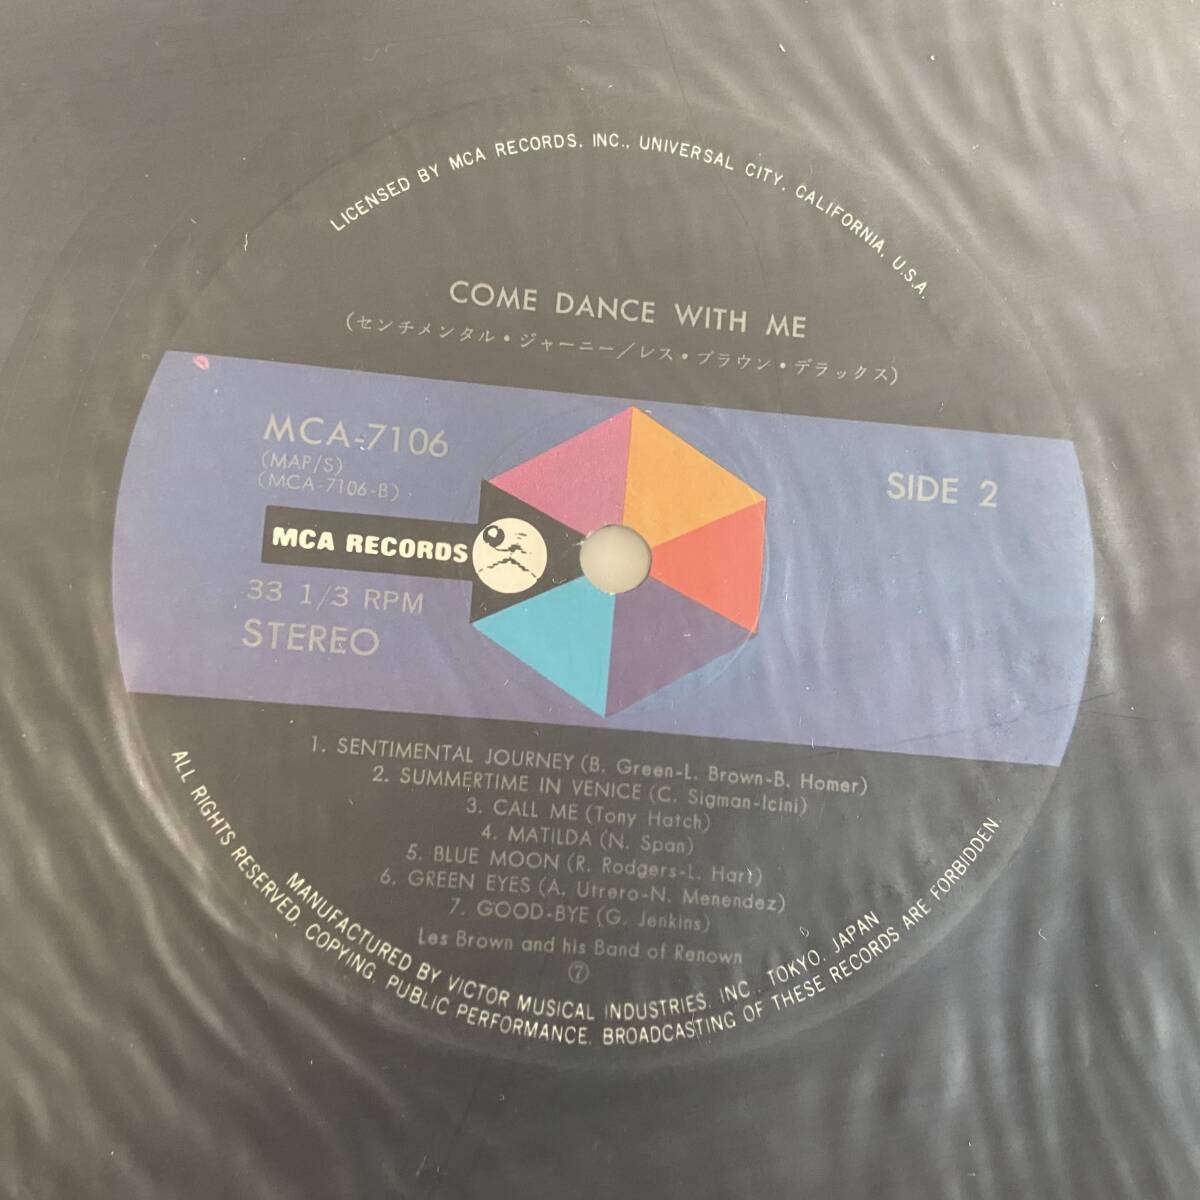 LICENSED BY MCA RECORDS, INC., UNIVERSAL CITY, CALIFORNIA, U.S.A.
COME DANCE WITH ME
(センチメンタル・ジャーニー/レス・ブラウン・デラックス)
MCA-7106
(MAP/S)
(MCA-7106-B)
SIDE 2
MCA RECORDS
33 1/3 RPM
STEREO
1. SENTIMENTAL JOURNEY (B. Green-L. Brown-B. Homer)
2. SUMMERTIME IN VENICE (C. Sigman-Icini)
3. CALL ME (Tony Hatch)
4. MATILDA (N. Span)
5. BLUE MOON (R. Rodgers-L. Hart)
6. GREEN EYES (A. Utrero-N. Menendez)
7. GOOD-BYE (G. Jenkins)
Les Brown and his Band of Renown
⑦
MANUFACTURED BY VICTOR MUSICAL INDUSTRIES, INC., TOKYO, JAPAN
ALL RIGHTS RESERVED, COPYING, PUBLIC PERFORMANCE, BROADCASTING OF THESE RECORDS ARE FORBIDDEN.